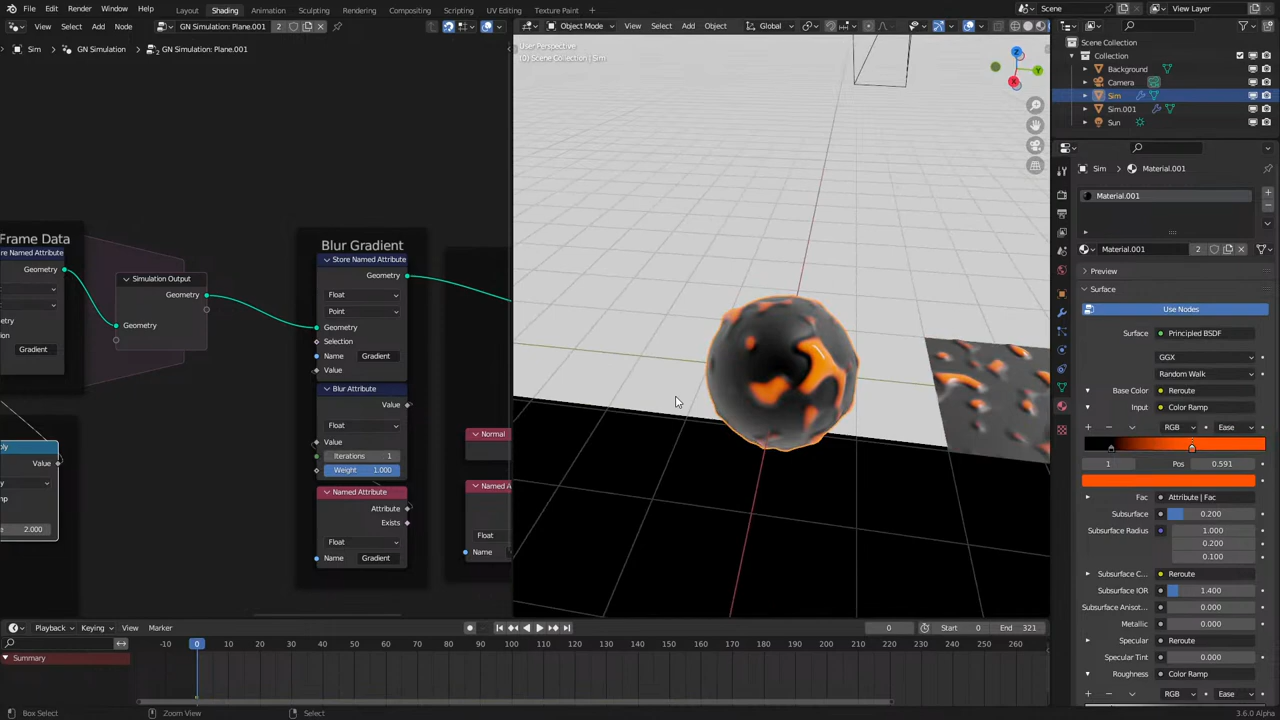 File Edit Render Window Help
Layout Shading Animation Rendering Compositing Scripting UV Editing Texture Paint
Scene
View Layer
View Select Add Node
GN Simulation: Plane.001 2
Object Mode View Select Add Object
Global
Sim GN Simulation GN Simulation: Plane.001
User Perspective
(0) Scene Collection | Sim
Y
Scene Collection
Collection
Background
Camera
Sim
Sim.001
Sun
Sim Material.001
Material.001
Material.001 2
Preview
Surface
Use Nodes
Surface: Principled BSDF
GGX
Random Walk
Base Color Reroute
Input Color Ramp
RGB Ease
1 Pos 0.591
Fac Attribute | Fac
Subsurface 0.200
Subsurface Radius 1.000
0.200
0.100
Subsurface C... Reroute
Subsurface IOR 1.400
Subsurface Anisot... 0.000
Metallic 0.000
Specular Reroute
Specular Tint 0.000
Roughness Color Ramp
RGB Ease
Frame Data
re Named Attribute
Geometry
Geometry
Gradient
Simulation Output
Geometry
Geometry
Value
2.000
Blur Gradient
Store Named Attribute
Geometry
Float
Point
Geometry
Selection
Name Gradient
Value
Blur Attribute
Value
Float
Value
Iterations 1
Weight 1.000
Named Attribute
Attribute
Exists
Float
Name Gradient
Normal
Named A
Float
Name
Playback Keying View Marker
0
Start 0 End 321
-10 0 10 20 30 40 50 60 70 80 90 100 110 120 130 140 150 160 170 180 190 200 210 220 230 240 250 260
Summary
Box Select Zoom View Select
3.6.0 Alpha